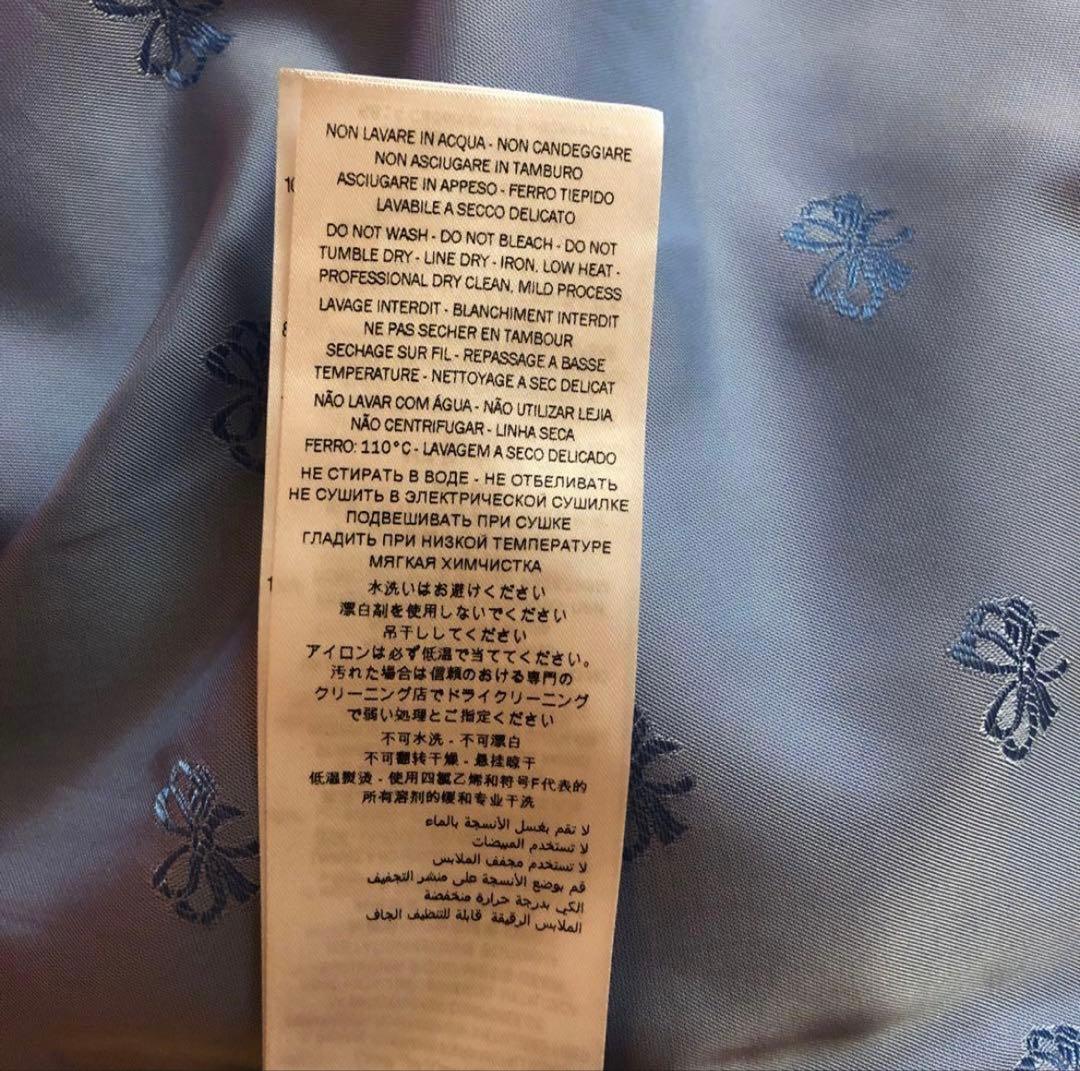 NON LAVARE IN ACQUA - NON CANDEGGIARE
NON ASCIUGARE IN TAMBURO
ASCIUGARE IN APPESO - FERRO TIEPIDO
LAVABILE A SECCO DELICATO
DO NOT WASH - DO NOT BLEACH - DO NOT
TUMBLE DRY - LINE DRY - IRON, LOW HEAT -
PROFESSIONAL DRY CLEAN, MILD PROCESS
LAVAGE INTERDIT - BLANCHIMENT INTERDIT
NE PAS SECHER EN TAMBOUR
SECHAGE SUR FIL - REPASSAGE A BASSE
TEMPERATURE - NETTOYAGE A SEC DELICAT
NÃO LAVAR COM ÁGUA - NÃO UTILIZAR LEJIA
NÃO CENTRIFUGAR - LINHA SECA
FERRO: 110°C - LAVAGEM A SECO DELICADO
НЕ СТИРАТЬ В ВОДЕ - НЕ ОТБЕЛИВАТЬ
НЕ СУШИТЬ В ЭЛЕКТРИЧЕСКОЙ СУШИЛКЕ
ПОДВЕШИВАТЬ ПРИ СУШКЕ
ГЛАДИТЬ ПРИ НИЗКОЙ ТЕМПЕРАТУРЕ
МЯГКАЯ ХИМЧИСТКА
水洗いはお避けください
漂白剤を使用しないでください
吊干ししてください
アイロンは必ず低温で当ててください。
汚れた場合は信頼のおける専門の
クリーニング店でドライクリーニング
で弱い処理とご指定ください
不可水洗 - 不可漂白
不可翻转干燥 - 悬挂晾干
低温熨烫 - 使用四氯乙烯和符号F代表的
所有溶剂的缓和专业干洗
لا تقم بغسل الأنسجة بالماء
لا تستخدم المبيضات
لا تستخدم مجفف الملابس
قم بوضع الأنسجة على منشر التجفيف
الكي بدرجة حرارة منخفضة
الملابس الرقيقة قابلة للتنظيف الجاف